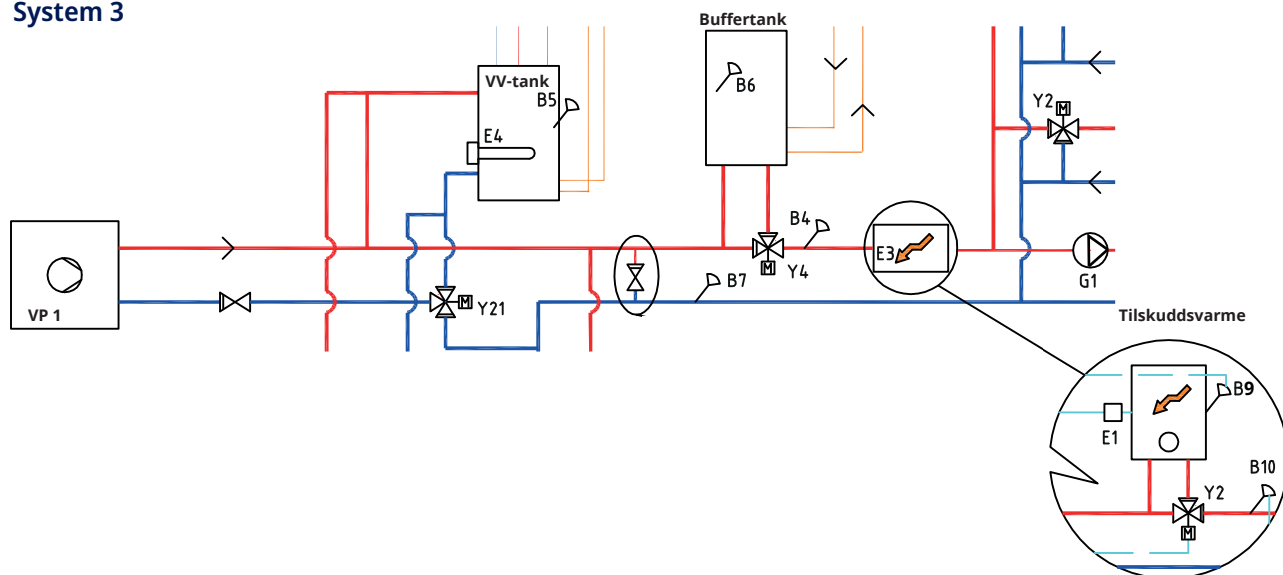 System 3
Buffertank
VV-tank
B5
B6
Y2
E4
B4
E3
VP 1
M
Y21
B7
M
Y4
M
G1
Tilskuddsvarme
B9
E1
B10
Y2
M